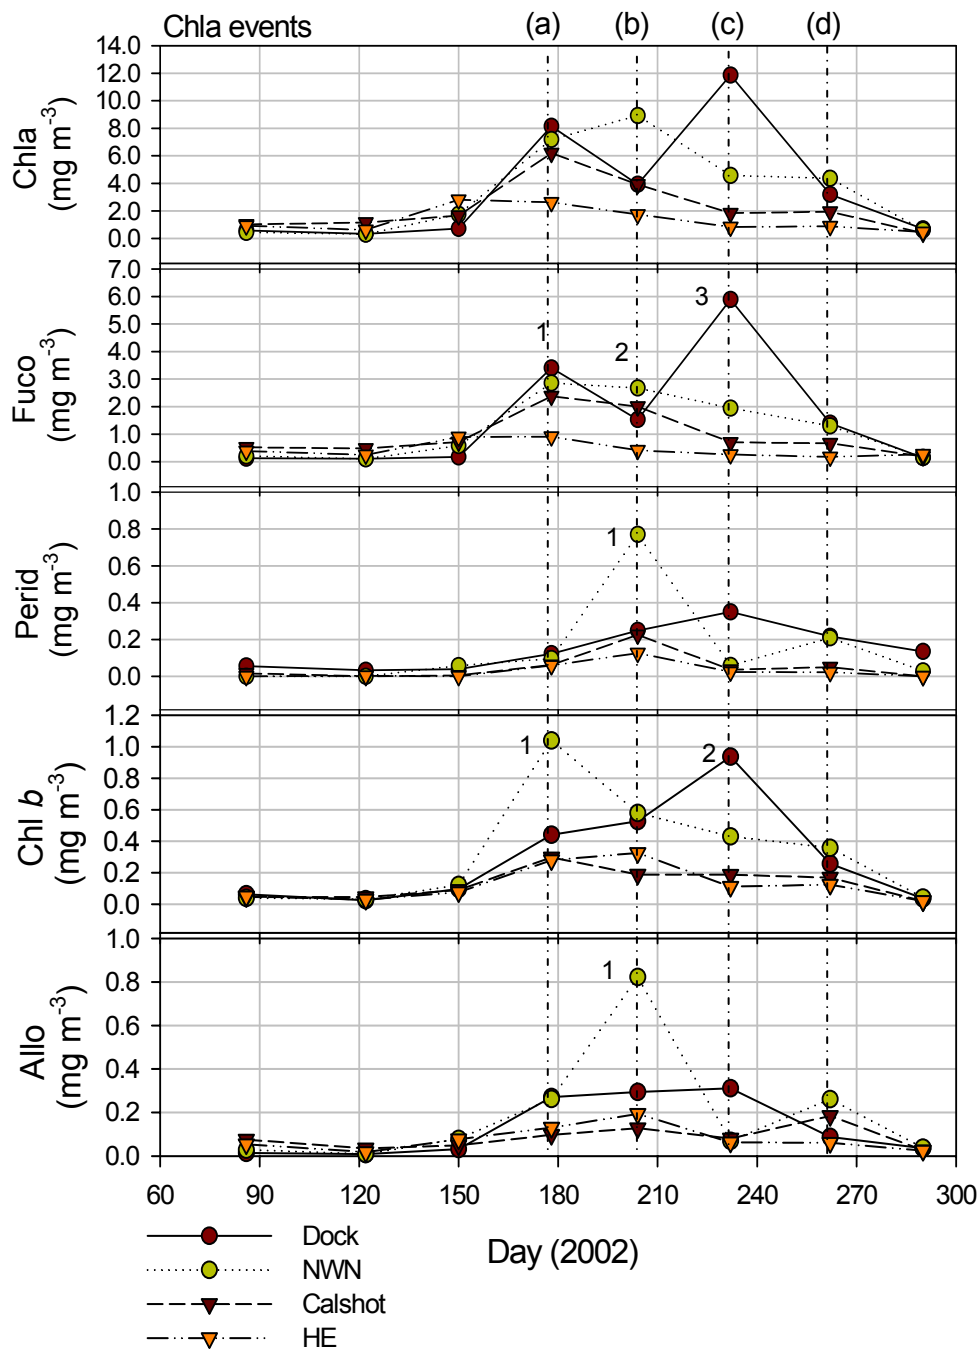 Chla events (a) (b) (c) (d)
14.0
12.0
10.0
8.0
6.0
4.0
2.0
0.0
Chla
(mg m⁻³)
7.0
6.0
5.0
4.0
3.0
2.0
1.0
0.0
Fuco
(mg m⁻³)
1
2
3
1.0
0.8
0.6
0.4
0.2
0.0
Perid
(mg m⁻³)
1
1.2
1.0
0.8
0.6
0.4
0.2
0.0
Chl b
(mg m⁻³)
1
2
1.0
0.8
0.6
0.4
0.2
0.0
Allo
(mg m⁻³)
1
60 90 120 150 180 210 240 270 300
Day (2002)
Dock
NWN
Calshot
HE